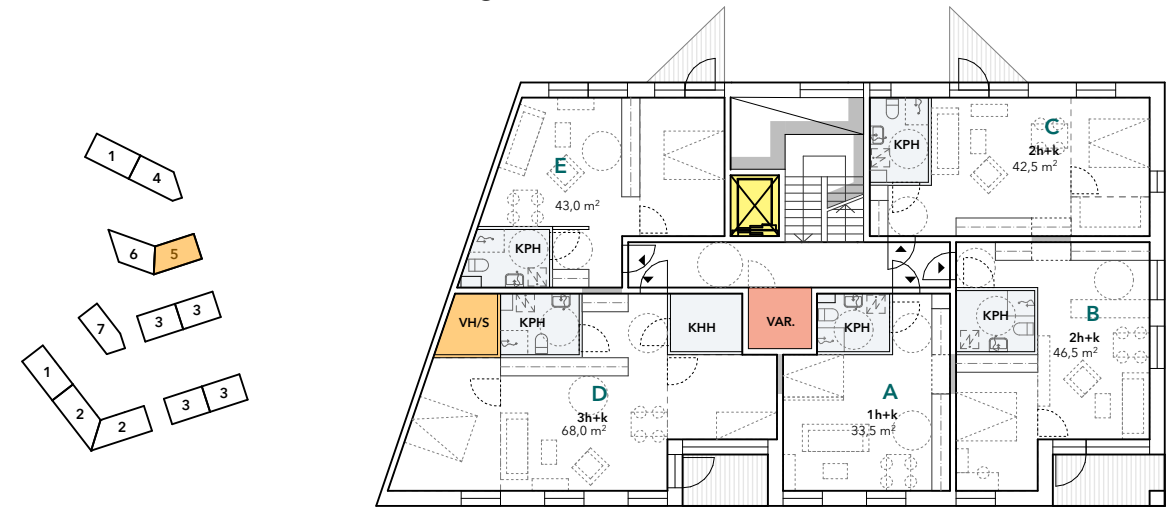 1
4
6
5
7
3
3
1
2
2
3
3
E
43,0 m²
KPH
C
2h+k
42,5 m²
KPH
VH/S
KPH
KHH
VAR.
KPH
KPH
B
2h+k
46,5 m²
D
3h+k
68,0 m²
A
1h+k
33,5 m²